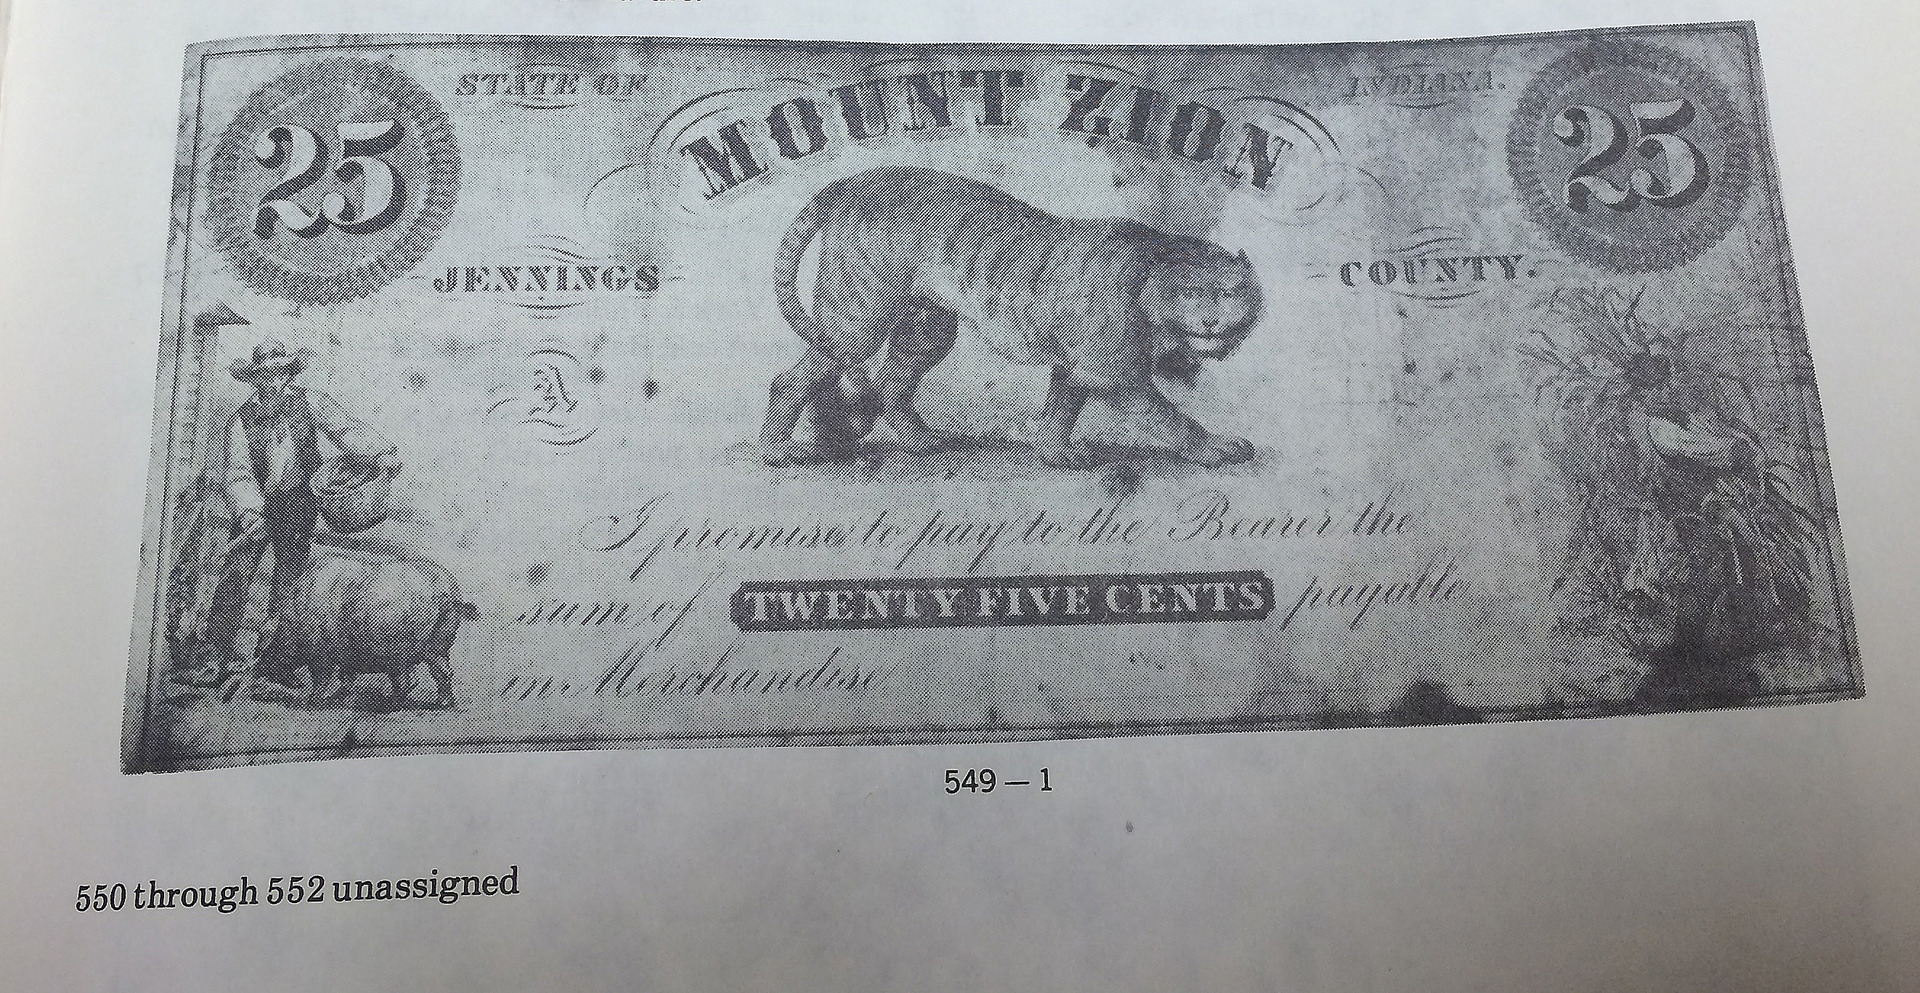 25 STATE OF MOUNT ZION INDIANA. 25
JENNINGS COUNTY.
A
I promise to pay to the Bearer the
sum of TWENTY FIVE CENTS payable
in Merchandise
549 — 1
550 through 552 unassigned